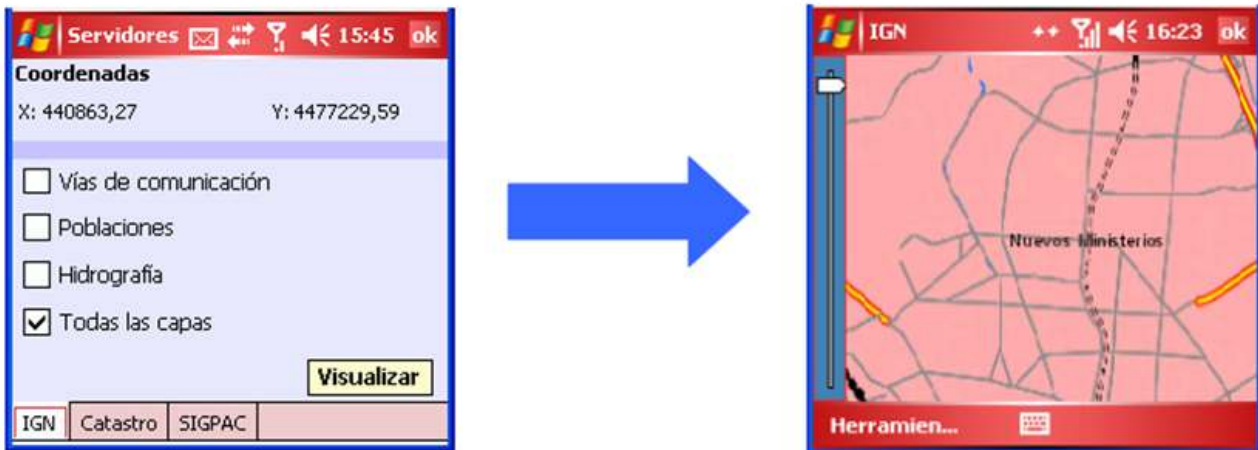 Servidores 15:45 ok
Coordenadas
X: 440863,27 Y: 4477229,59
Vías de comunicación
Poblaciones
Hidrografía
Todas las capas
Visualizar
IGN Catastro SIGPAC
IGN 16:23 ok
Nuevos Ministerios
Herramien...